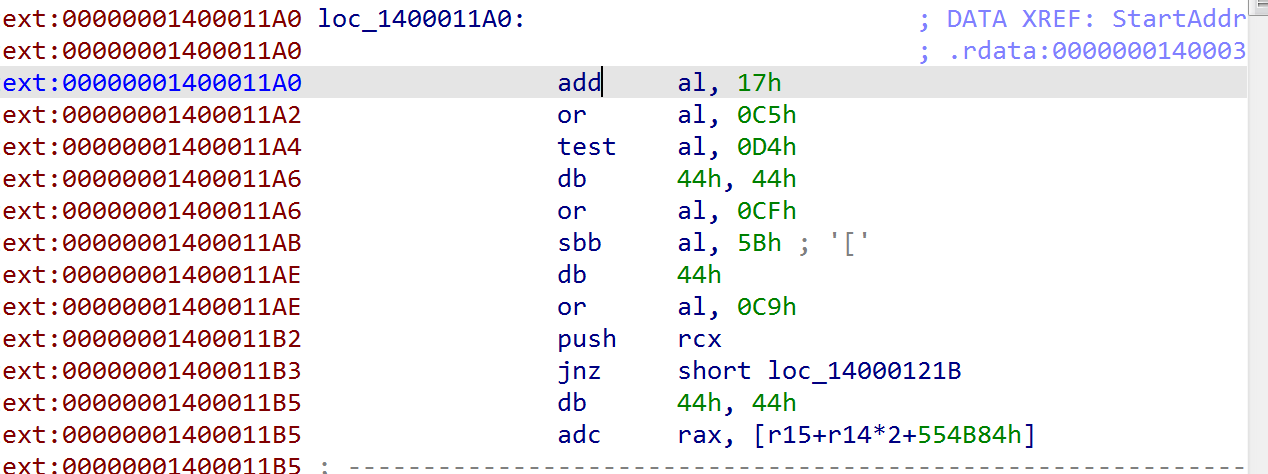 ext:00000001400011A0 loc_1400011A0: ; DATA XREF: StartAddr
ext:00000001400011A0 ; .rdata:0000000140003
ext:00000001400011A0 add al, 17h
ext:00000001400011A2 or al, 0C5h
ext:00000001400011A4 test al, 0D4h
ext:00000001400011A6 db 44h, 44h
ext:00000001400011A6 or al, 0CFh
ext:00000001400011AB sbb al, 5Bh ; '['
ext:00000001400011AE db 44h
ext:00000001400011AE or al, 0C9h
ext:00000001400011B2 push rcx
ext:00000001400011B3 jnz short loc_14000121B
ext:00000001400011B5 db 44h, 44h
ext:00000001400011B5 adc rax, [r15+r14*2+554B84h]
ext:00000001400011B5 ; ---------------------------------------------------------------